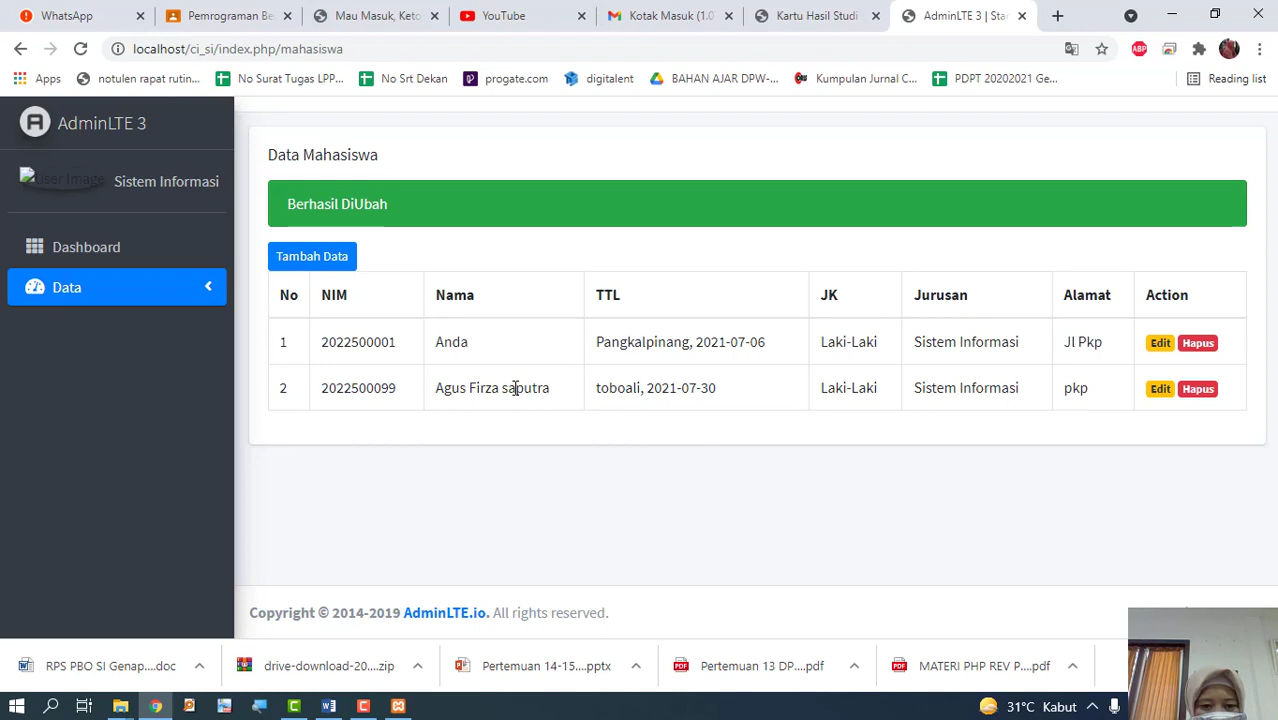 WhatsApp
Pemrograman Be
Mau Masuk, Keto
YouTube
Kotak Masuk (1.0
Kartu Hasil Studi
AdminLTE 3 | Sta
localhost/ci_si/index.php/mahasiswa
Apps
notulen rapat rutin...
No Surat Tugas LPP...
No Srt Dekan
progate.com
digitalent
BAHAN AJAR DPW-...
Kumpulan Jurnal C...
PDPT 20202021 Ge...
Reading list
AdminLTE 3
User Image
Sistem Informasi
Dashboard
Data
Data Mahasiswa
Berhasil DiUbah
Tambah Data
No NIM Nama TTL JK Jurusan Alamat Action
1 2022500001 Anda Pangkalpinang, 2021-07-06 Laki-Laki Sistem Informasi Jl Pkp Edit Hapus
2 2022500099 Agus Firza saputra toboali, 2021-07-30 Laki-Laki Sistem Informasi pkp Edit Hapus
Copyright © 2014-2019 AdminLTE.io. All rights reserved.
RPS PBO SI Genap....doc
drive-download-20....zip
Pertemuan 14-15....pptx
Pertemuan 13 DP....pdf
MATERI PHP REV P....pdf
31°C Kabut